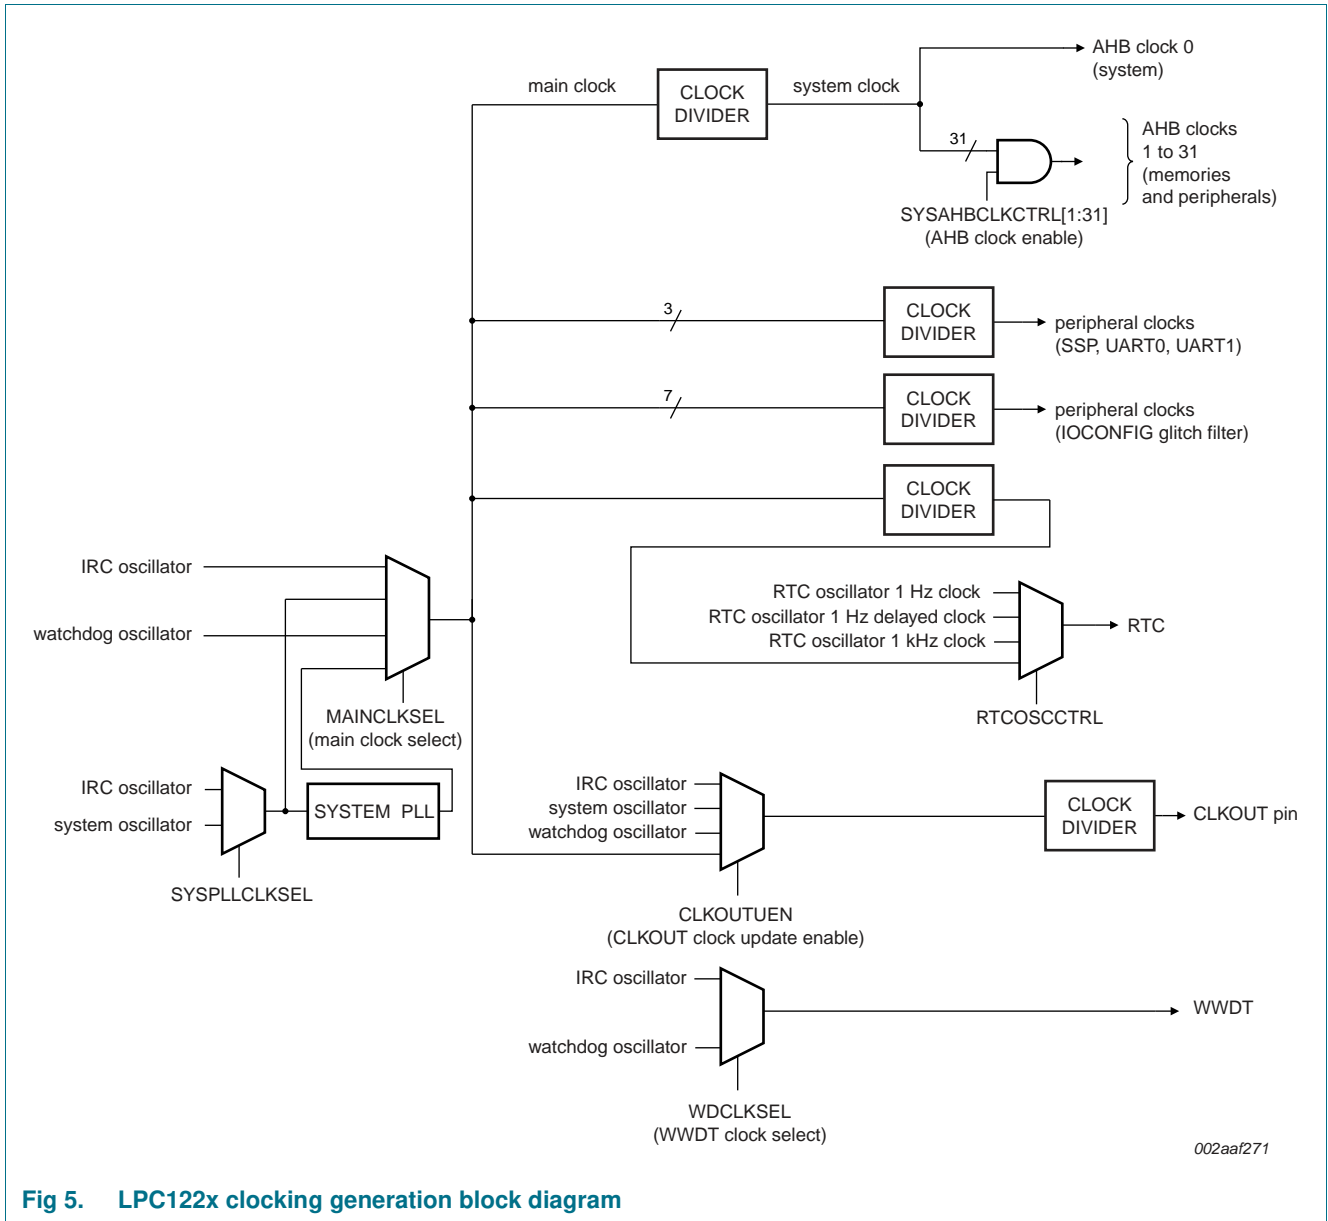 AHB clock 0
(system)
main clock
CLOCK
DIVIDER
system clock
31
AHB clocks
1 to 31
(memories
and peripherals)
SYSAHBCLKCTRL[1:31]
(AHB clock enable)
3
CLOCK
DIVIDER
peripheral clocks
(SSP, UART0, UART1)
7
CLOCK
DIVIDER
peripheral clocks
(IOCONFIG glitch filter)
CLOCK
DIVIDER
IRC oscillator
watchdog oscillator
MAINCLKSEL
(main clock select)
RTC oscillator 1 Hz clock
RTC oscillator 1 Hz delayed clock
RTC oscillator 1 kHz clock
RTC
RTCOSCCTRL
IRC oscillator
system oscillator
SYSTEM PLL
SYSPLLCLKSEL
IRC oscillator
system oscillator
watchdog oscillator
CLOCK
DIVIDER
CLKOUT pin
CLKOUTUEN
(CLKOUT clock update enable)
IRC oscillator
watchdog oscillator
WWDT
WDCLKSEL
(WWDT clock select)
002aaf271
Fig 5. LPC122x clocking generation block diagram